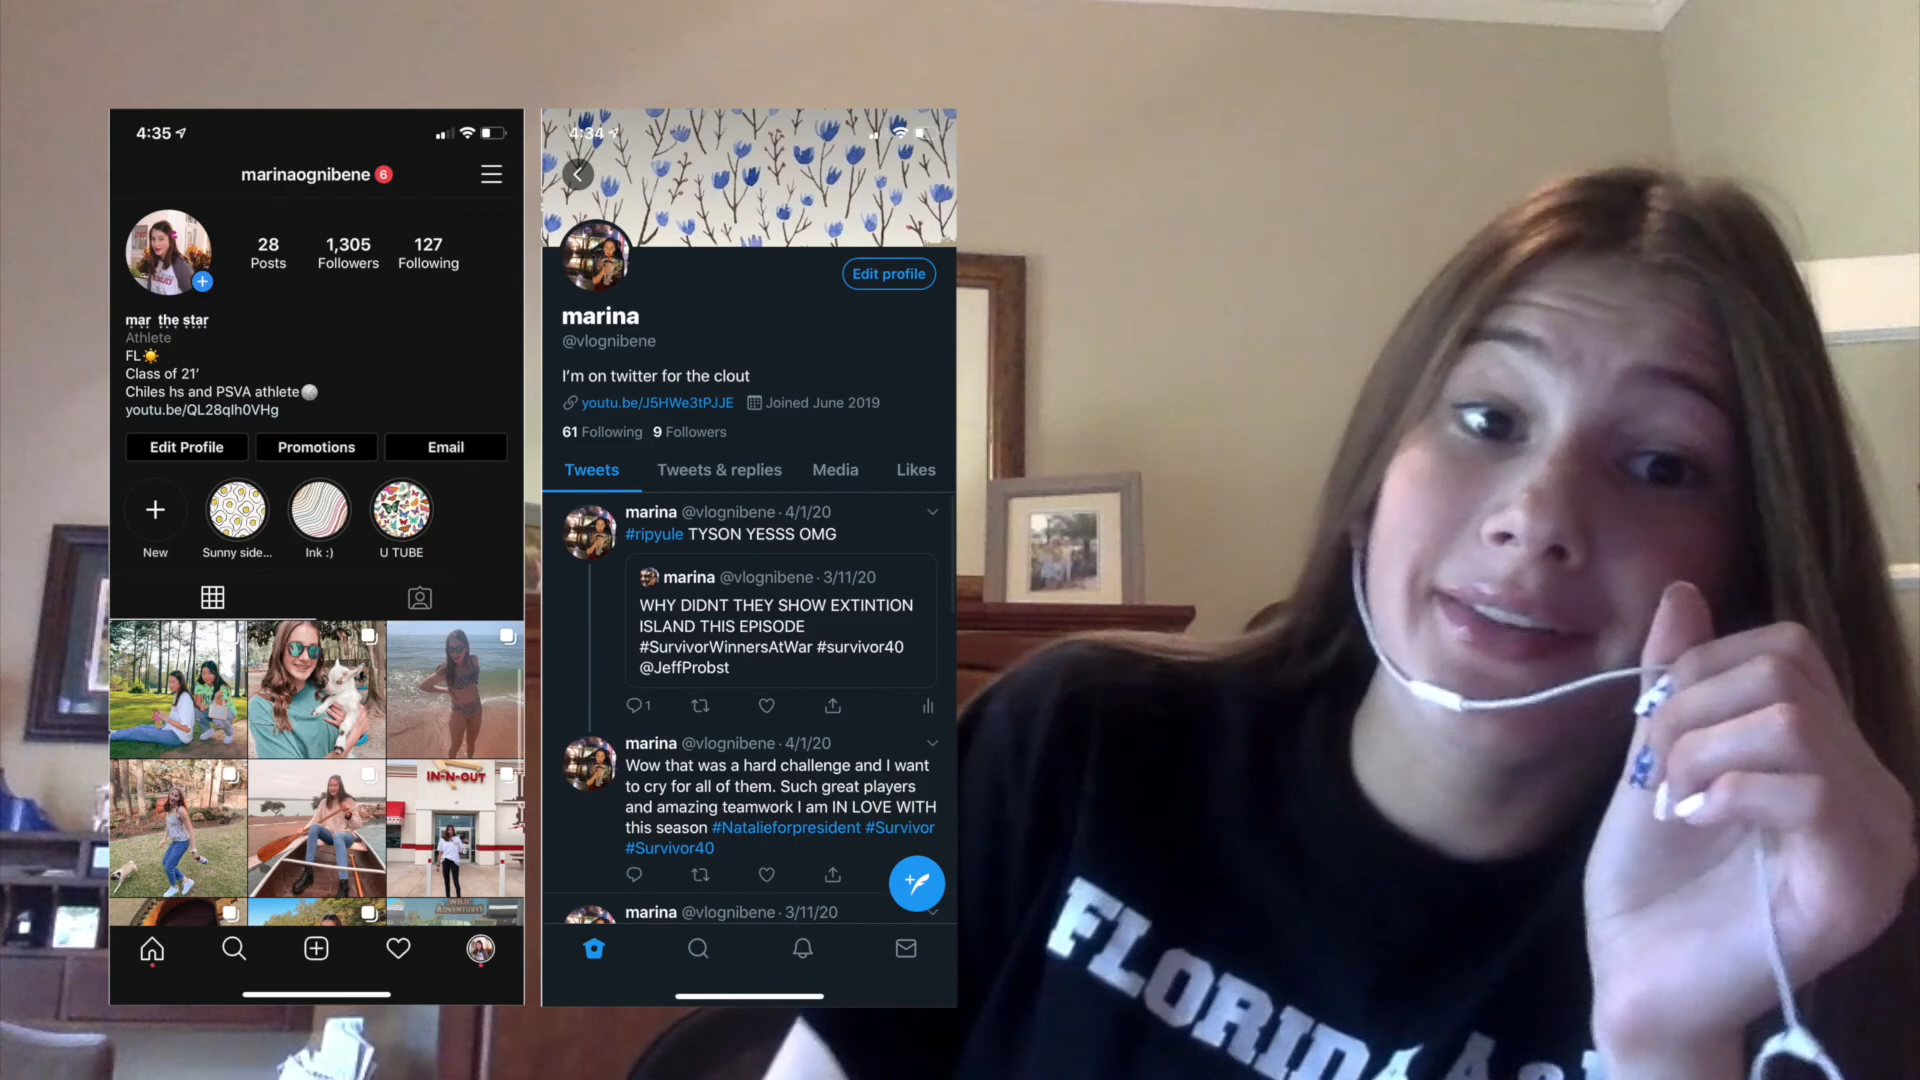 4:35
marinaognibene 6
28
Posts
1,305
Followers
127
Following
mar the star
Athlete
FL
Class of 21'
Chiles hs and PSVA athlete
youtu.be/QL28qlh0VHg
Edit Profile
Promotions
Email
New
Sunny side...
Ink :)
U TUBE
IN-N-OUT
WILD
ADVENTURES
4:34
Edit profile
marina
@vlognibene
I'm on twitter for the clout
youtu.be/J5HWe3tPJJE Joined June 2019
61 Following 9 Followers
Tweets Tweets & replies Media Likes
marina @vlognibene · 4/1/20
#ripyule TYSON YESSS OMG
marina @vlognibene · 3/11/20
WHY DIDNT THEY SHOW EXTINTION
ISLAND THIS EPISODE
#SurvivorWinnersAtWar #survivor40
@JeffProbst
1
marina @vlognibene · 4/1/20
Wow that was a hard challenge and I want
to cry for all of them. Such great players
and amazing teamwork I am IN LOVE WITH
this season #Natalieforpresident #Survivor
#Survivor40
marina @vlognibene · 3/11/20
FLORIDA